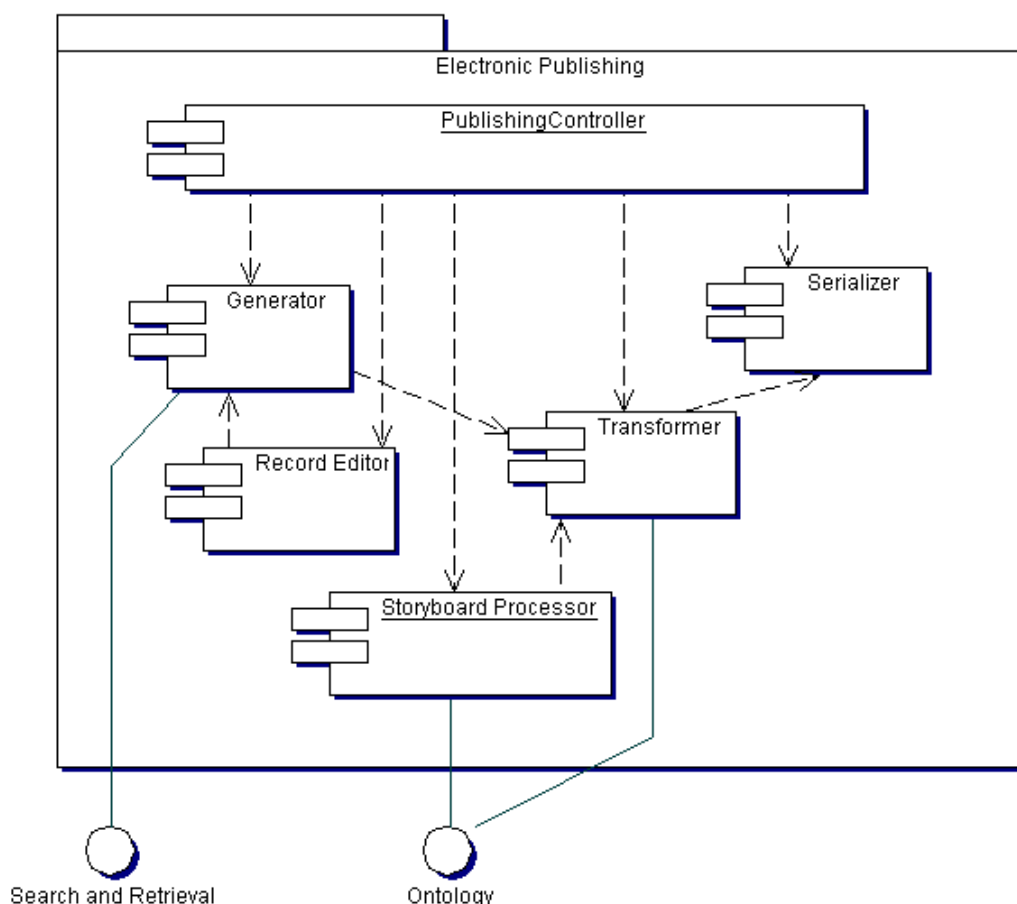 Electronic Publishing
PublishingController
Serializer
Generator
Transformer
Record Editor
Storyboard Processor
Search and Retrieval
Ontology